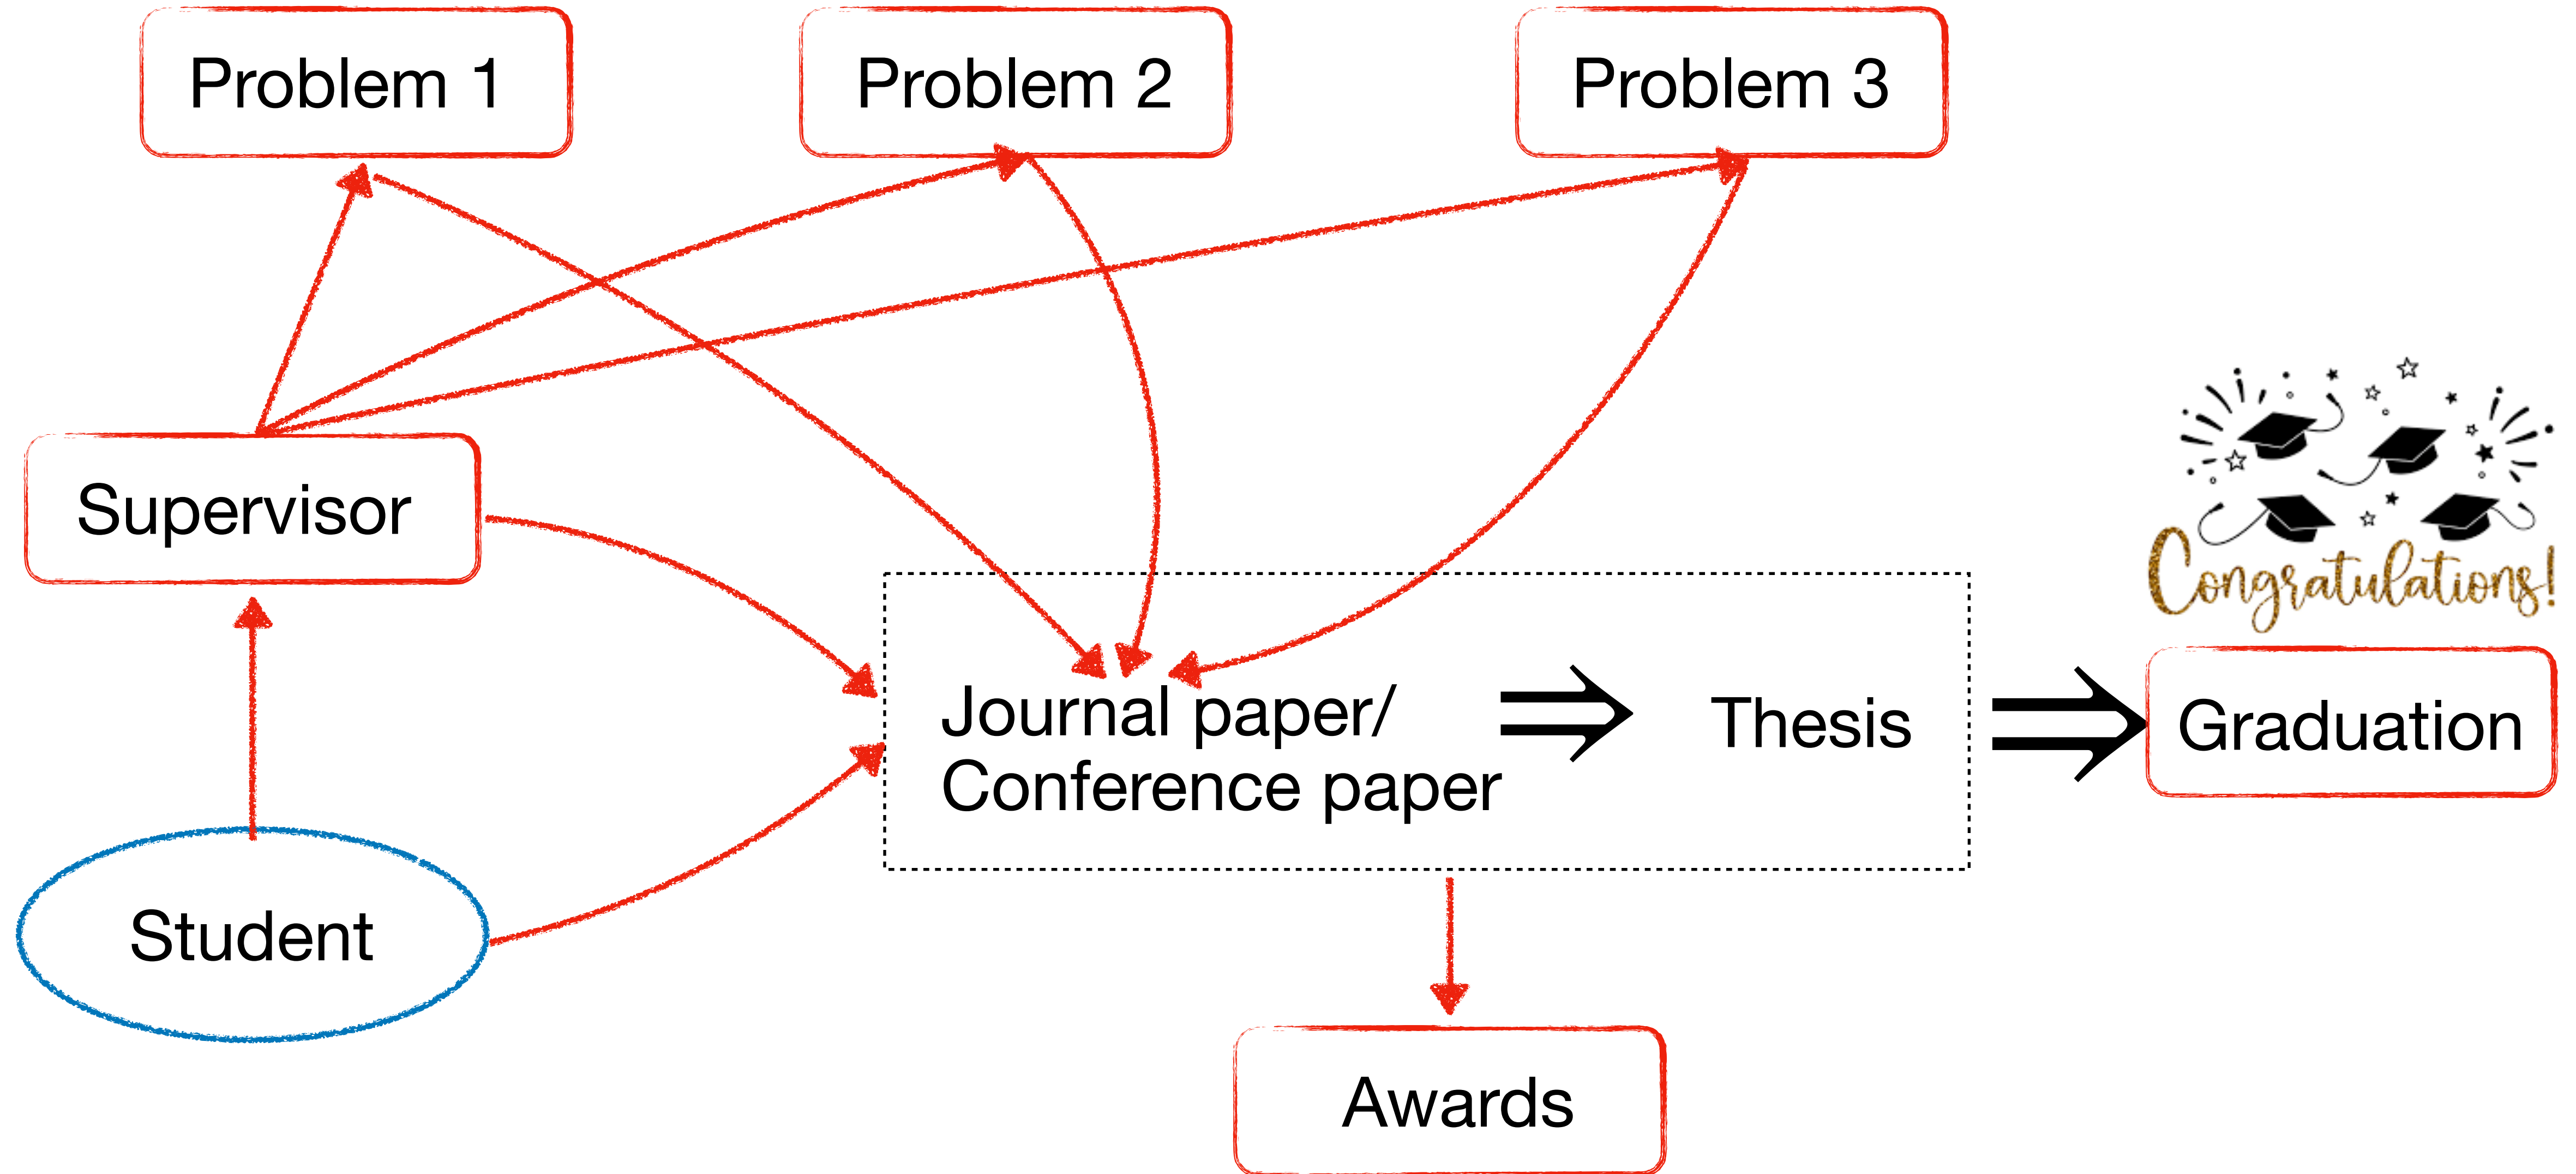 Problem 1
Problem 2
Problem 3
Supervisor
Congratulations!
Journal paper/
Conference paper
Thesis
Graduation
Student
Awards